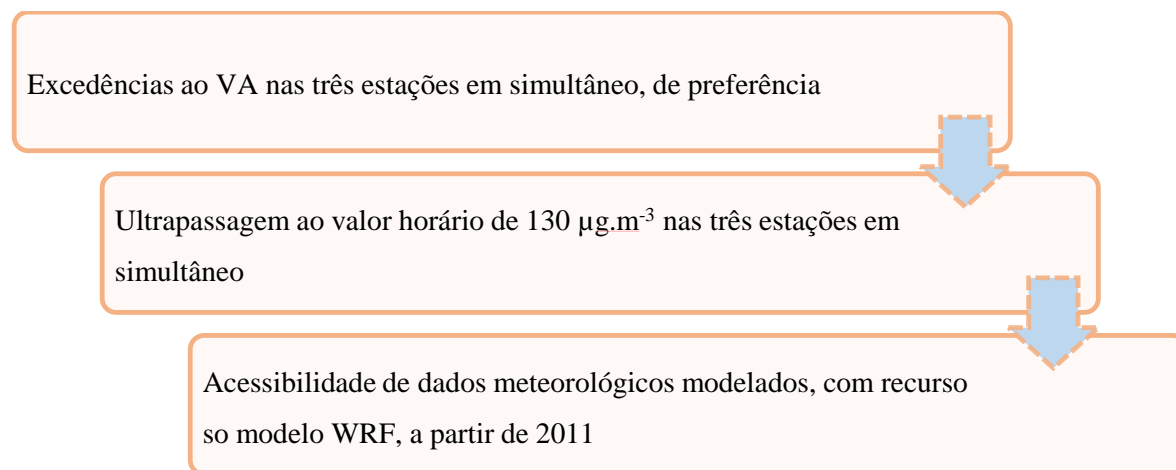 Excedências ao VA nas três estações em simultâneo, de preferência
Ultrapassagem ao valor horário de 130 µg.m⁻³ nas três estações em
simultâneo
Acessibilidade de dados meteorológicos modelados, com recurso
so modelo WRF, a partir de 2011